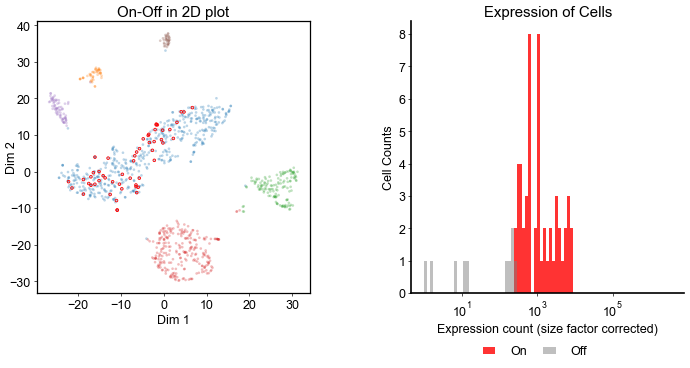 On-Off in 2D plot
40
30
20
10
0
−10
−20
−30
Dim 2
−20 −10 0 10 20 30
Dim 1
Expression of Cells
8
7
6
5
4
3
2
1
0
Cell Counts
10^1 10^3 10^5
Expression count (size factor corrected)
On Off